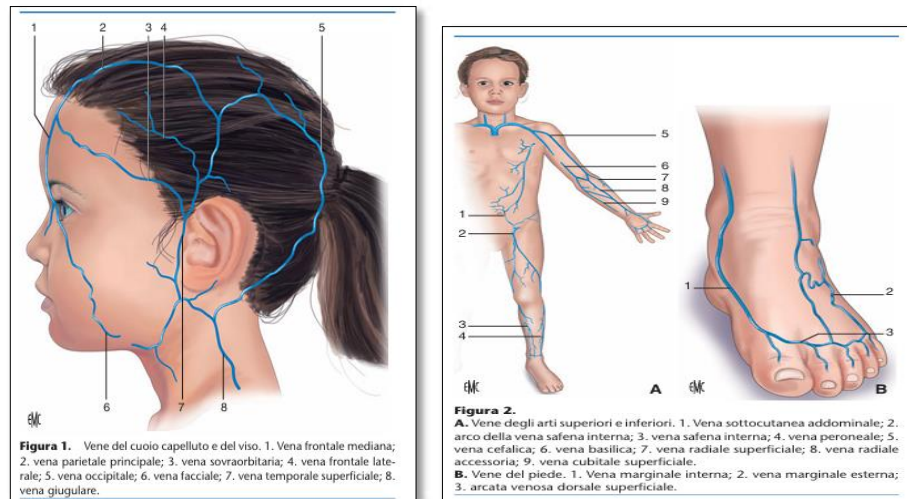 1 2 3 4 5
6 7 8
EMC
Figura 1. Vene del cuoio capelluto e del viso. 1. Vena frontale mediana;
2. vena parietale principale; 3. vena sovraorbitaria; 4. vena frontale late-
rale; 5. vena occipitale; 6. vena facciale; 7. vena temporale superficiale; 8.
vena giugulare.
5
6
7
8
9
1
2
3
4
EMC
A
1
2
3
EMC
B
Figura 2.
A. Vene degli arti superiori e inferiori. 1. Vena sottocutanea addominale; 2.
arco della vena safena interna; 3. vena safena interna; 4. vena peroneale; 5.
vena cefalica; 6. vena basilica; 7. vena radiale superficiale; 8. vena radiale
accessoria; 9. vena cubitale superficiale.
B. Vene del piede. 1. Vena marginale interna; 2. vena marginale esterna;
3. arcata venosa dorsale superficiale.